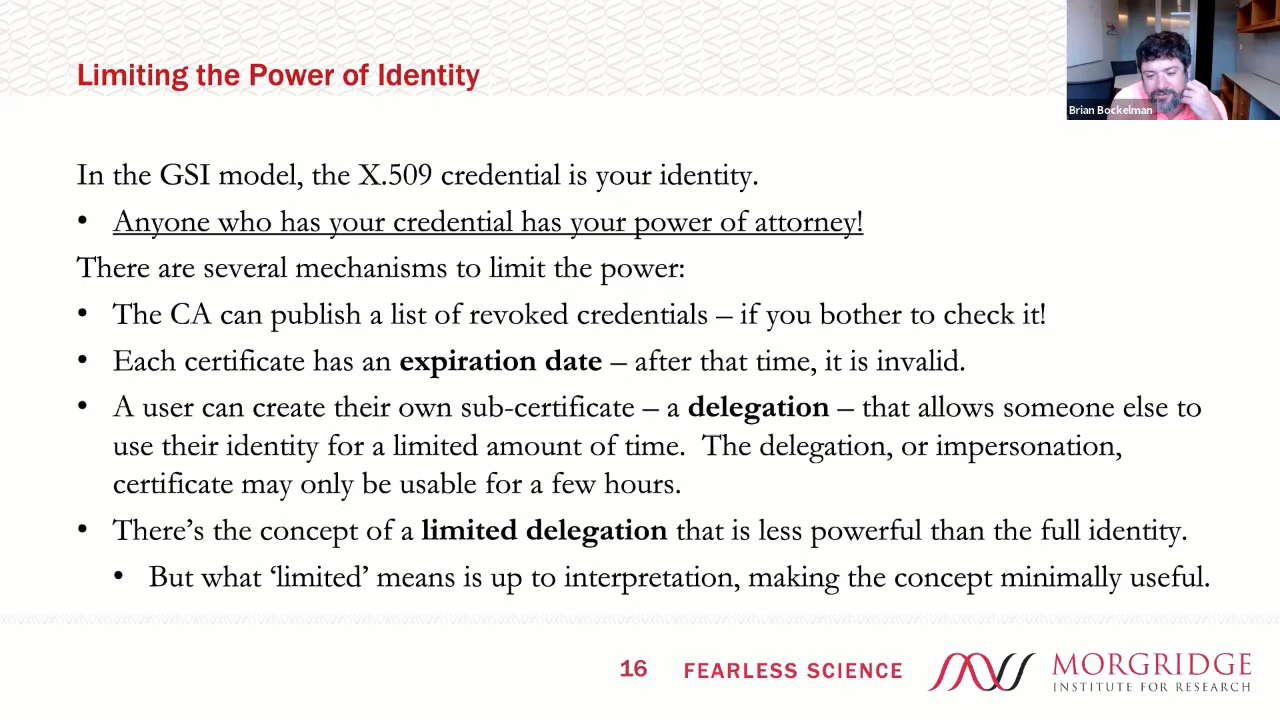 Limiting the Power of Identity
Brian Bockelman
In the GSI model, the X.509 credential is your identity.
• Anyone who has your credential has your power of attorney!
There are several mechanisms to limit the power:
• The CA can publish a list of revoked credentials – if you bother to check it!
• Each certificate has an expiration date – after that time, it is invalid.
• A user can create their own sub-certificate – a delegation – that allows someone else to
use their identity for a limited amount of time.  The delegation, or impersonation,
certificate may only be usable for a few hours.
• There’s the concept of a limited delegation that is less powerful than the full identity.
• But what ‘limited’ means is up to interpretation, making the concept minimally useful.
16 FEARLESS SCIENCE
MORGRIDGE
INSTITUTE FOR RESEARCH